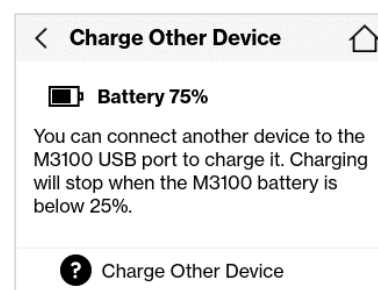 Charge Other Device
Battery 75%
You can connect another device to the
M3100 USB port to charge it. Charging
will stop when the M3100 battery is
below 25%.
Charge Other Device